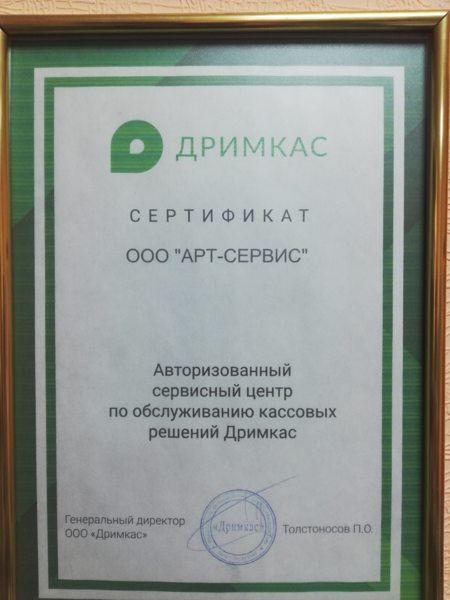 ДРИМКАС
СЕРТИФИКАТ
ООО "АРТ-СЕРВИС"
Авторизованный
сервисный центр
по обслуживанию кассовых
решений Дримкас
Генеральный директор
ООО «Дримкас»
«Дримкас»
Толстоносов П.О.